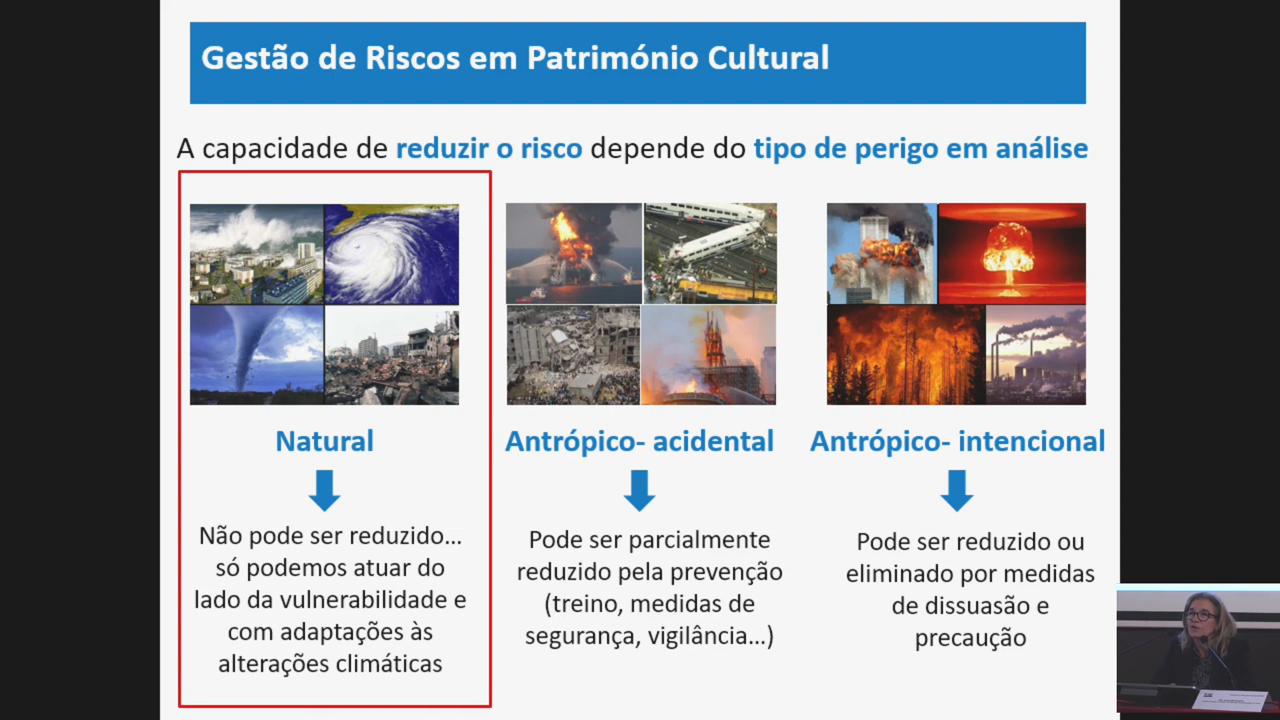 Gestão de Riscos em Património Cultural
A capacidade de reduzir o risco depende do tipo de perigo em análise
Natural
Não pode ser reduzido...
só podemos atuar do
lado da vulnerabilidade e
com adaptações às
alterações climáticas
Antrópico- acidental
Pode ser parcialmente
reduzido pela prevenção
(treino, medidas de
segurança, vigilância...)
Antrópico- intencional
Pode ser reduzido ou
eliminado por medidas
de dissuasão e
precaução